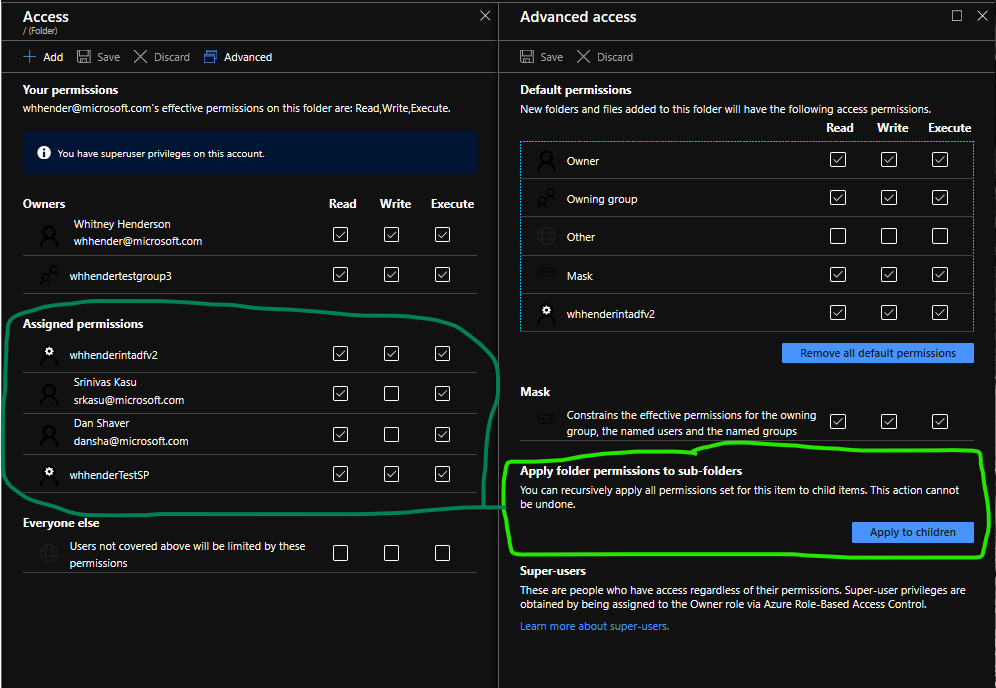 Access
/ (Folder)
Add Save Discard Advanced
Your permissions
whhender@microsoft.com's effective permissions on this folder are: Read,Write,Execute.
You have superuser privileges on this account.
Owners Read Write Execute
Whitney Henderson
whhender@microsoft.com
whhendertestgroup3
Assigned permissions
whhenderintadfv2
Srinivas Kasu
srkasu@microsoft.com
Dan Shaver
dansha@microsoft.com
whhenderTestSP
Everyone else
Users not covered above will be limited by these
permissions
Advanced access
Save Discard
Default permissions
New folders and files added to this folder will have the following access permissions.
Read Write Execute
Owner
Owning group
Other
Mask
whhenderintadfv2
Remove all default permissions
Mask
Constrains the effective permissions for the owning
group, the named users and the named groups
Apply folder permissions to sub-folders
You can recursively apply all permissions set for this item to child items. This action cannot
be undone.
Apply to children
Super-users
These are people who have access regardless of their permissions. Super-user privileges are
obtained by being assigned to the Owner role via Azure Role-Based Access Control.
Learn more about super-users.